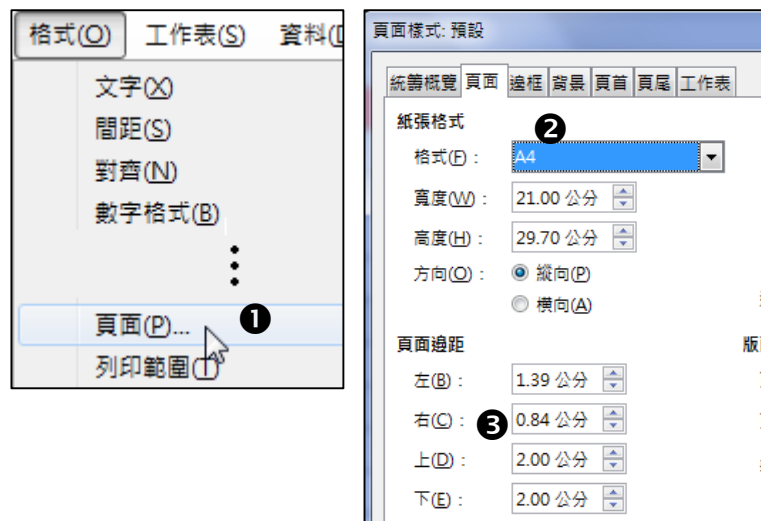 格式(O) 工作表(S) 資料(
文字(X)
間距(S)
對齊(N)
數字格式(B)
頁面(P)... ❶
列印範圍(T)
頁面樣式: 預設
統籌概覽 頁面 邊框 背景 頁首 頁尾 工作表
紙張格式
❷
格式(F)： A4
寬度(W)： 21.00 公分
高度(H)： 29.70 公分
方向(O)： 縱向(P)
橫向(A)
頁面邊距
左(B)： 1.39 公分
右(C)： ❸ 0.84 公分
上(D)： 2.00 公分
下(E)： 2.00 公分